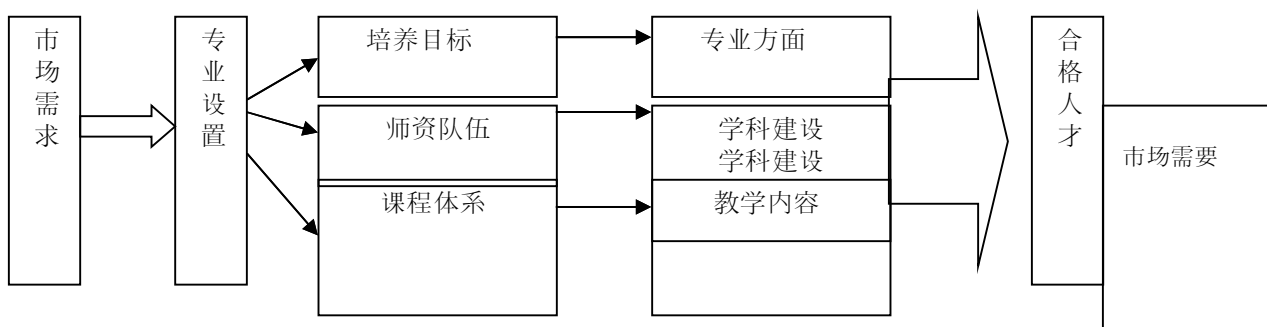 市场需求
专业设置
培养目标
专业方面
师资队伍
学科建设
学科建设
课程体系
教学内容
合格人才
市场需要